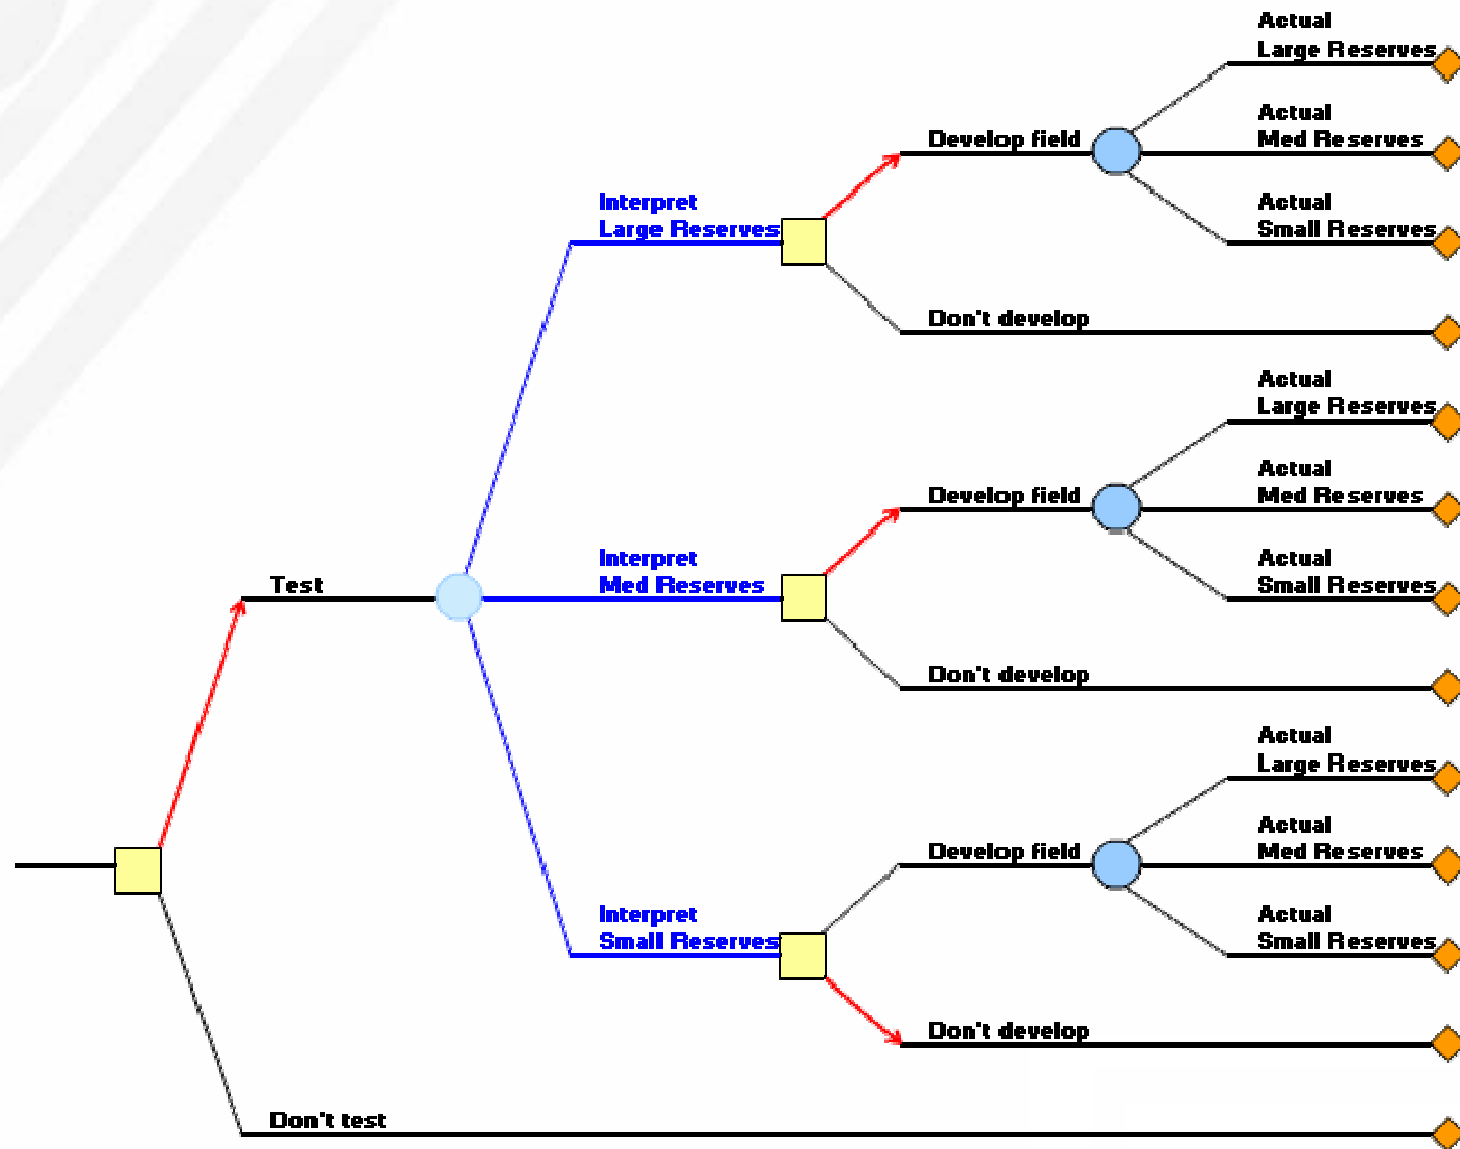 Actual
Large Reserves
Actual
Med Reserves
Develop field
Actual
Small Reserves
Interpret
Large Reserves
Don't develop
Actual
Large Reserves
Actual
Med Reserves
Develop field
Actual
Small Reserves
Interpret
Med Reserves
Test
Don't develop
Actual
Large Reserves
Actual
Med Reserves
Develop field
Actual
Small Reserves
Interpret
Small Reserves
Don't develop
Don't test